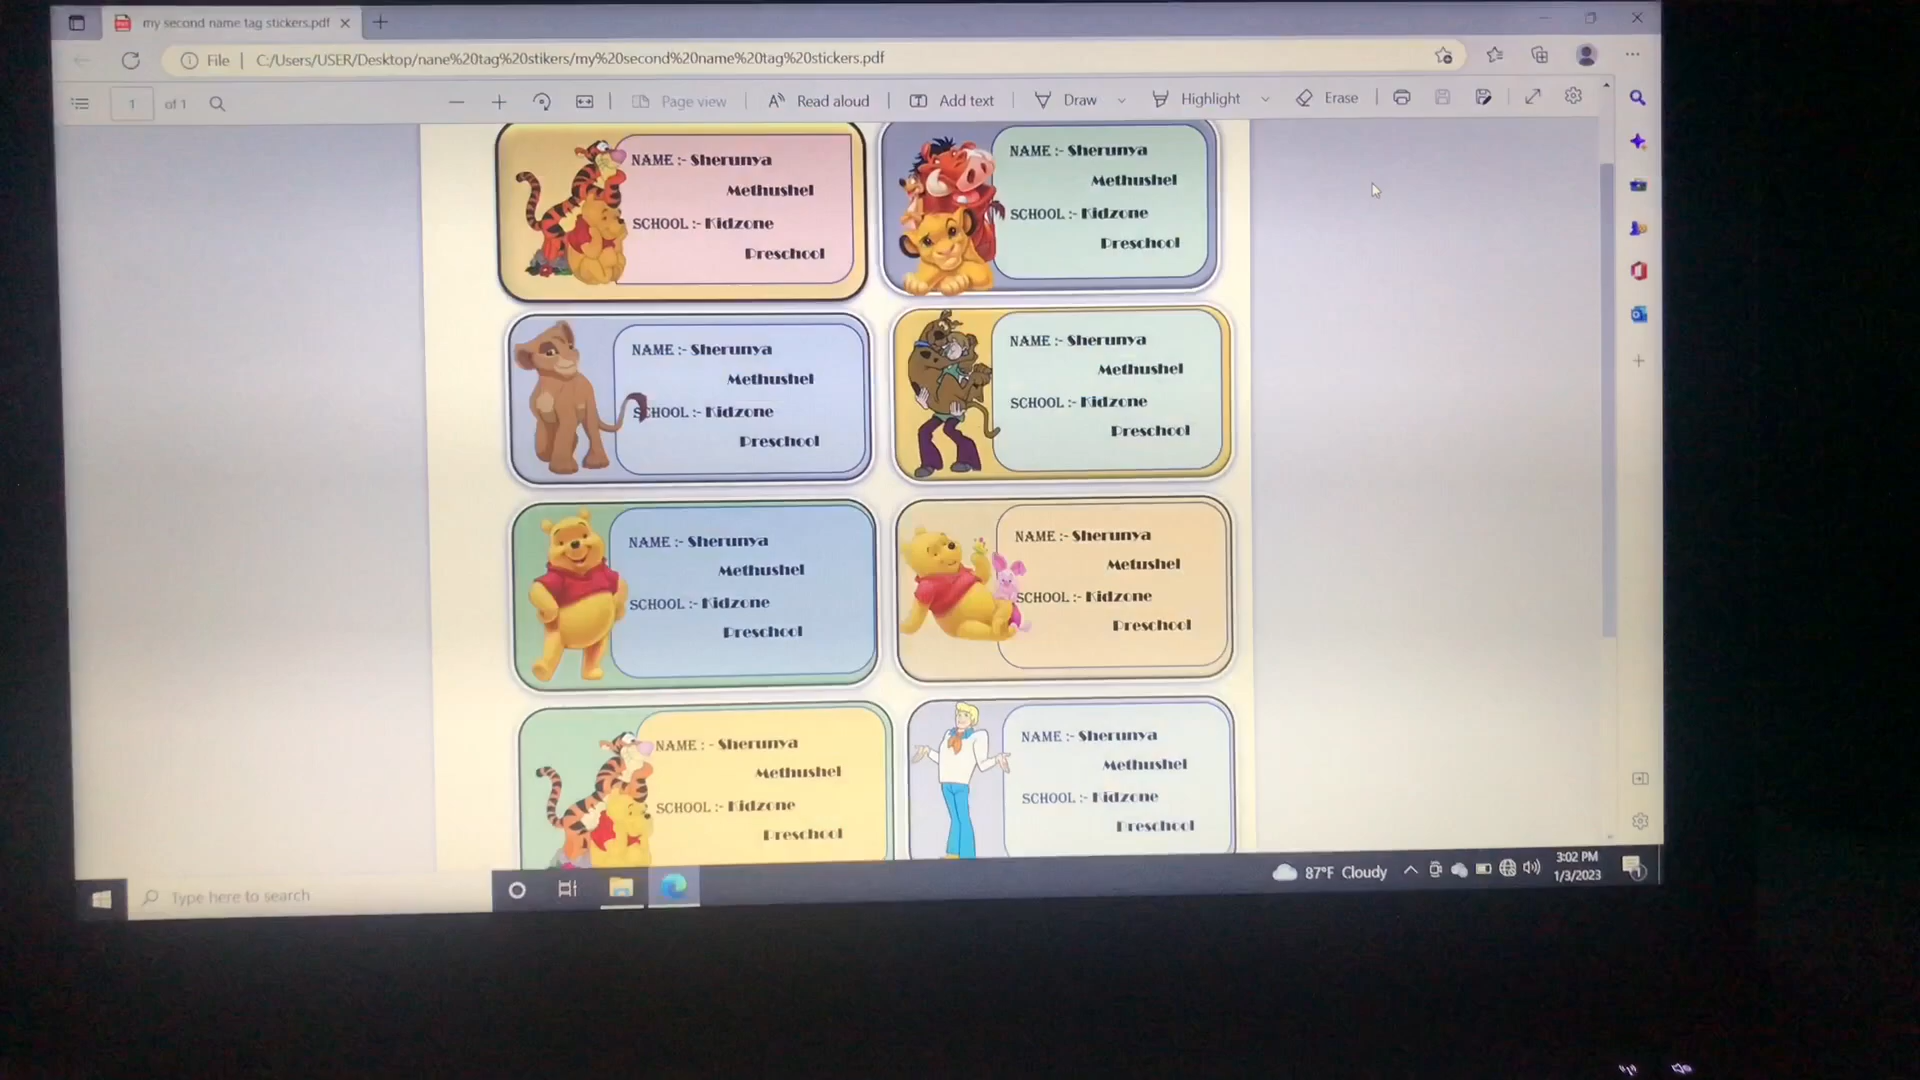 my second name tag stickers.pdf
File | C:/Users/USER/Desktop/nane%20tag%20stikers/my%20second%20name%20tag%20stickers.pdf
1 of 1 Page view Read aloud Add text Draw Highlight Erase
NAME :- Sherunya
Methushel
SCHOOL :- Kidzone
Preschool
NAME :- Sherunya
Methushel
SCHOOL :- Kidzone
Preschool
NAME :- Sherunya
Methushel
SCHOOL :- Kidzone
Preschool
NAME :- Sherunya
Methushel
SCHOOL :- Kidzone
Preschool
NAME :- Sherunya
Methushel
SCHOOL :- Kidzone
Preschool
NAME :- Sherunya
Metushel
SCHOOL :- Kidzone
Preschool
NAME : - Sherunya
Methushel
SCHOOL :- Kidzone
Preschool
NAME :- Sherunya
Methushel
SCHOOL :- Kidzone
Preschool
Type here to search
87°F Cloudy
3:02 PM
1/3/2023
1